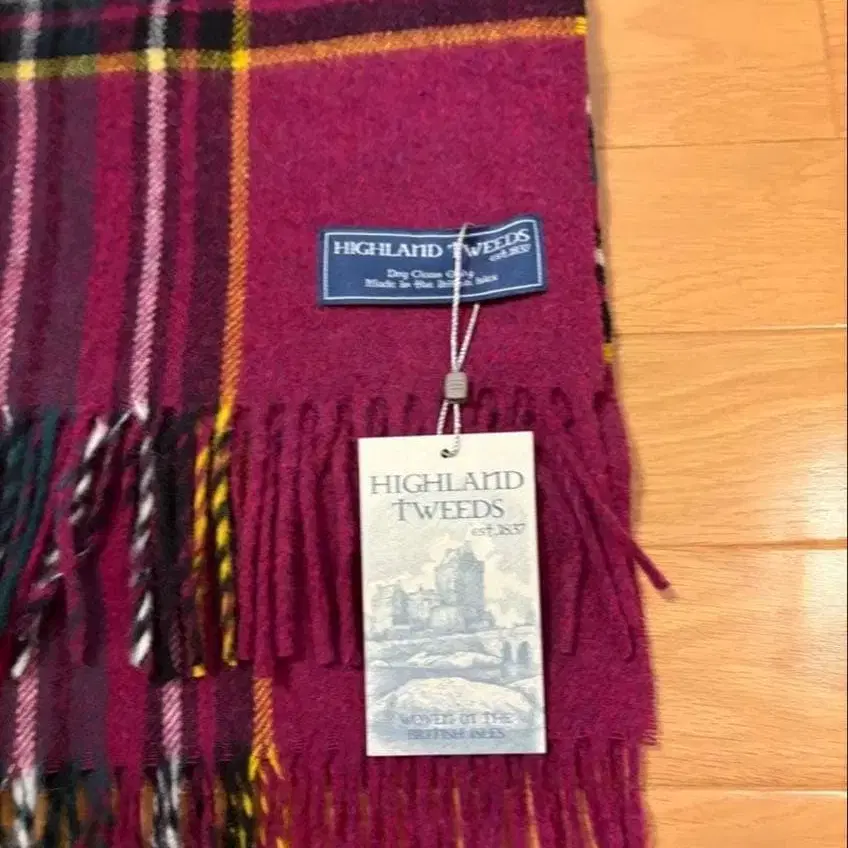 HIGHLAND TWEEDS
est.1837
Dry Clean Only
Made in the British Isles
HIGHLAND
TWEEDS
est.1837
WOVEN IN THE
BRITISH ISLES